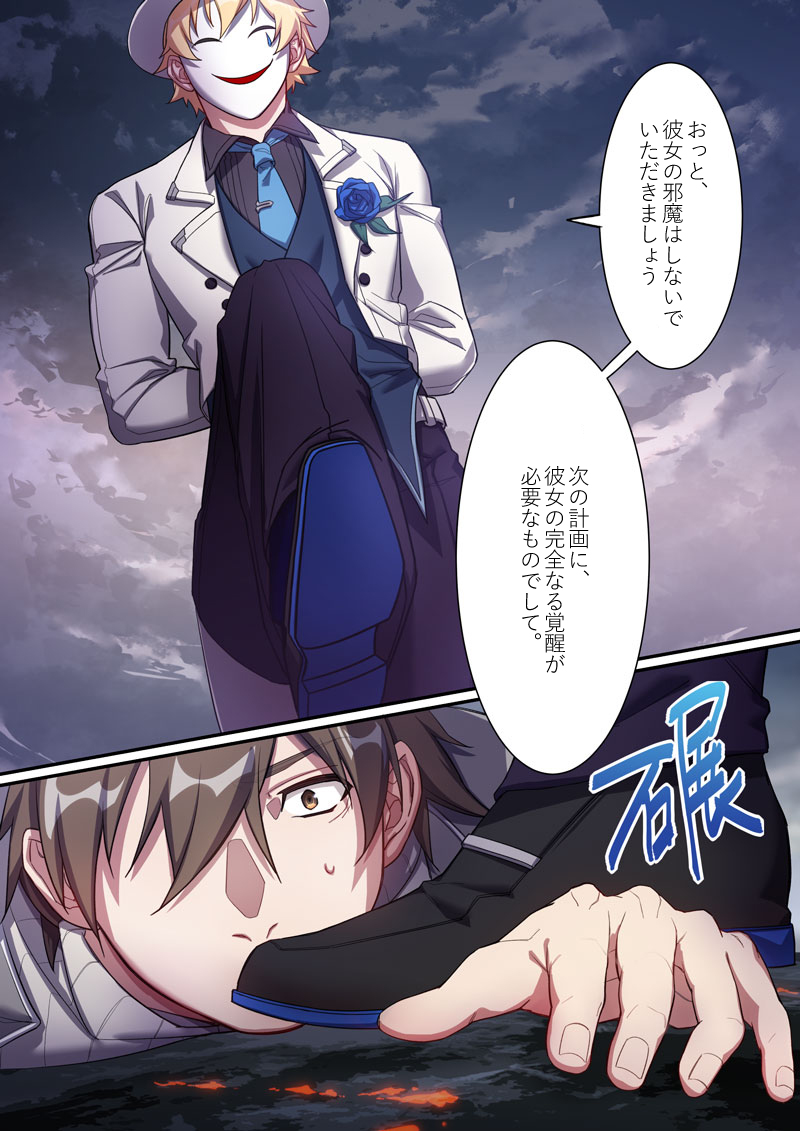 おっと、
彼女の邪魔はしないで
いただきましょう
次の計画に、
彼女の完全なる覚醒が
必要なものでして。
碾